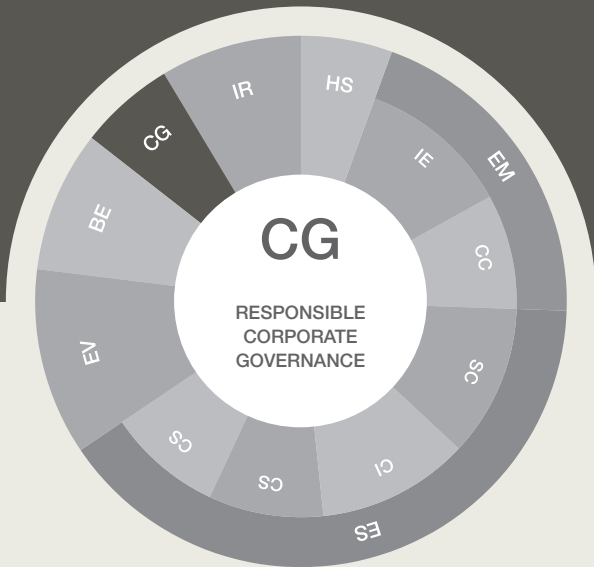 CG
RESPONSIBLE
CORPORATE
GOVERNANCE
HS
EM
IE
CC
SC
ES
CI
CS
CS
EV
BE
CG
IR